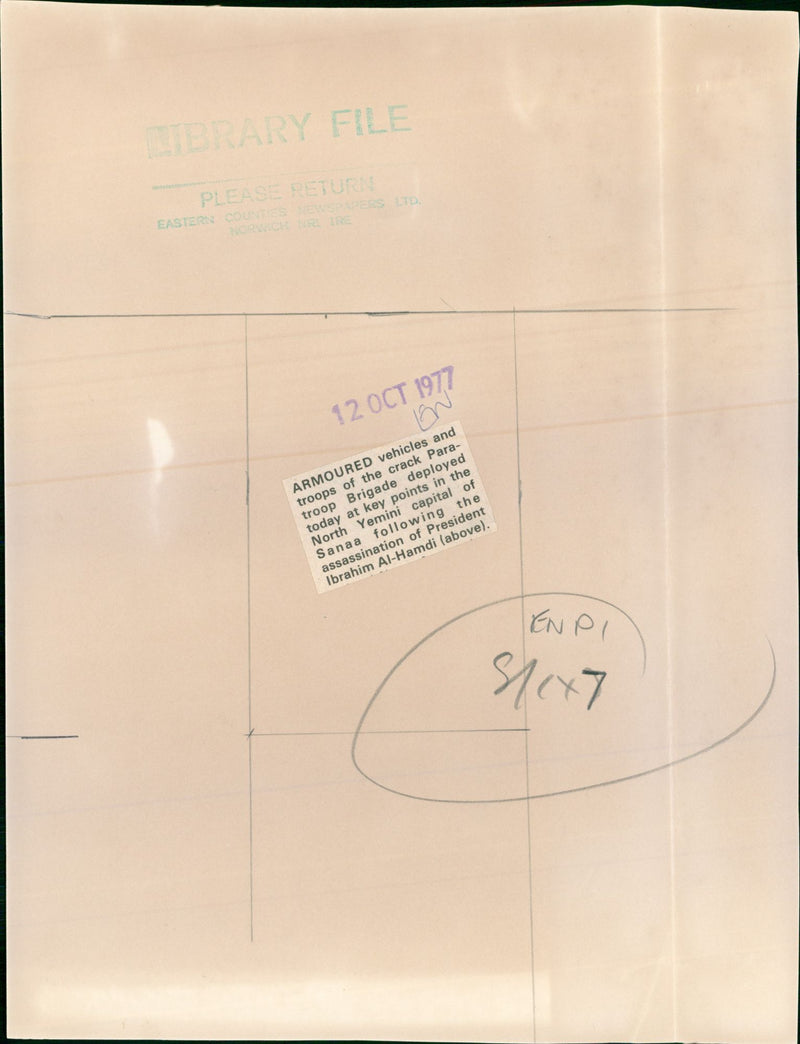 LIBRARY FILE
PLEASE RETURN
EASTERN COUNTIES NEWSPAPERS LTD.
NORWICH NR1 1RE
12 OCT 1977
ARMOURED vehicles and
troops of the crack Para-
troop Brigade deployed
today at key points in the
North Yemini capital of
Sanaa following the
assassination of President
Ibrahim Al-Hamdi (above).
EN P1